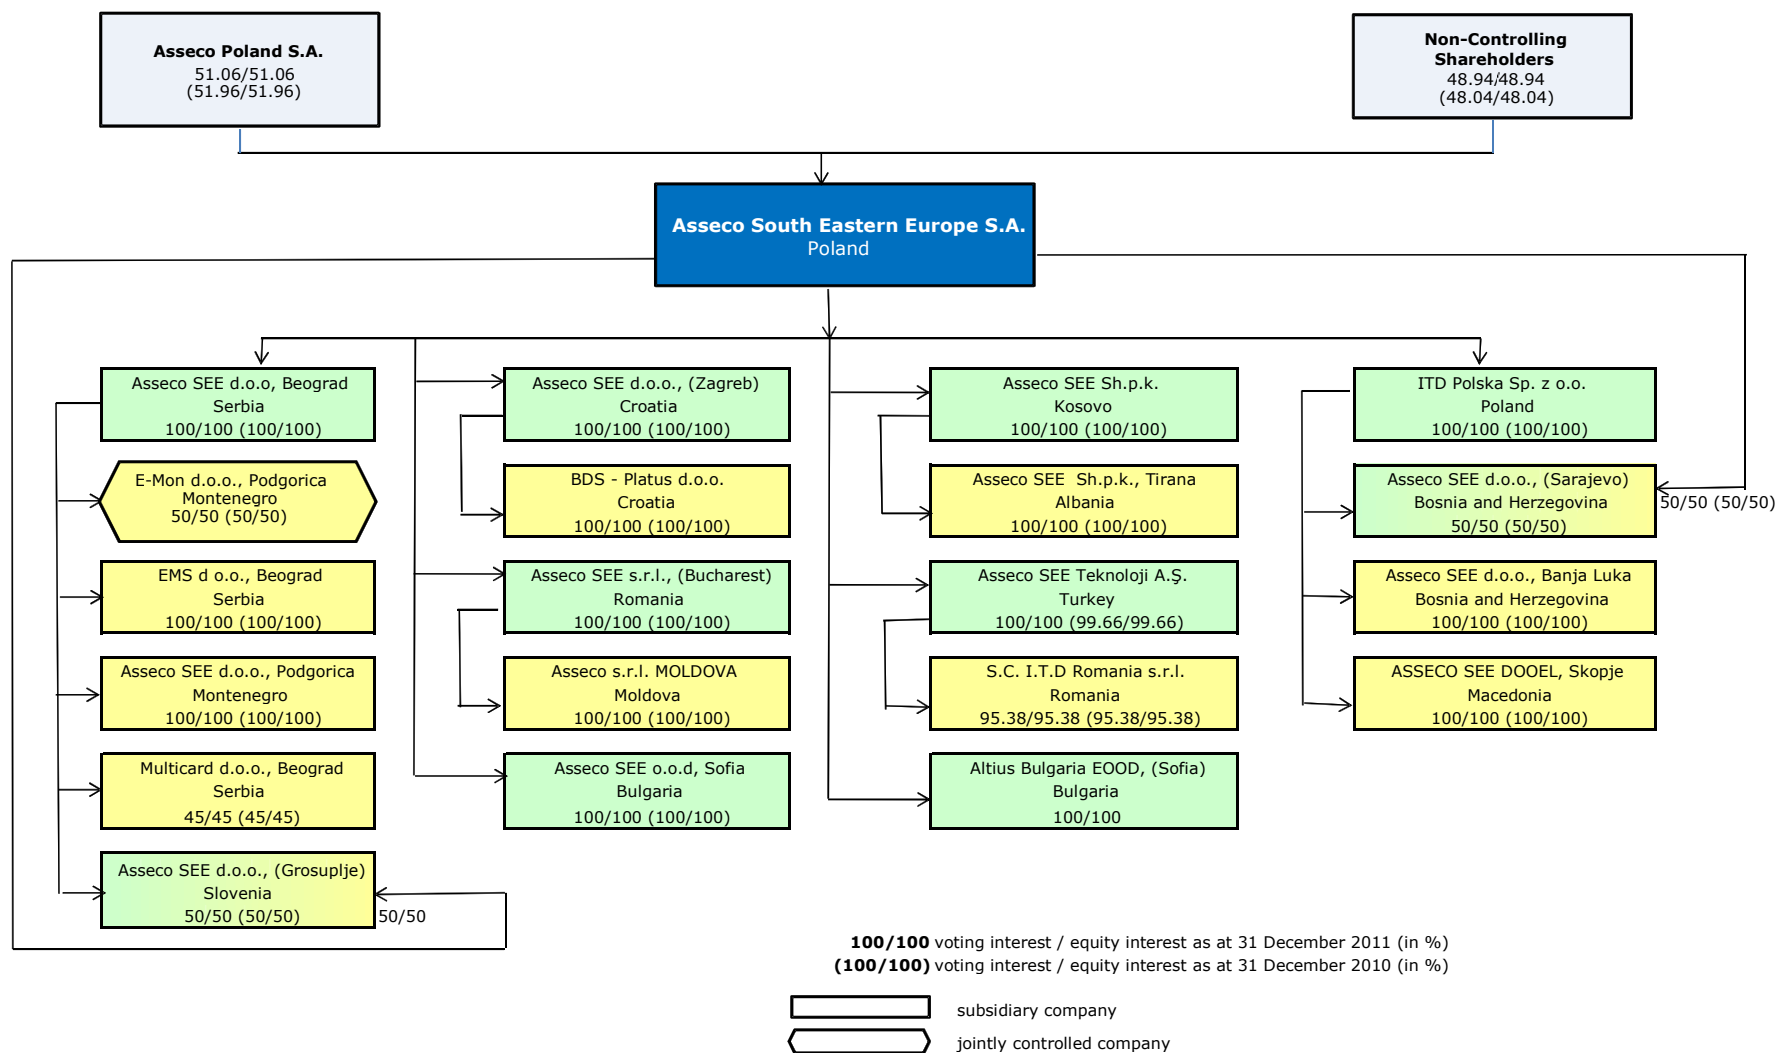 Asseco Poland S.A.
51.06/51.06
(51.96/51.96)
Non-Controlling
Shareholders
48.94/48.94
(48.04/48.04)
Asseco South Eastern Europe S.A.
Poland
Asseco SEE d.o.o, Beograd
Serbia
100/100 (100/100)
E-Mon d.o.o., Podgorica
Montenegro
50/50 (50/50)
EMS d o.o., Beograd
Serbia
100/100 (100/100)
Asseco SEE d.o.o., Podgorica
Montenegro
100/100 (100/100)
Multicard d.o.o., Beograd
Serbia
45/45 (45/45)
Asseco SEE d.o.o., (Grosuplje)
Slovenia
50/50 (50/50)
50/50
Asseco SEE d.o.o., (Zagreb)
Croatia
100/100 (100/100)
BDS - Platus d.o.o.
Croatia
100/100 (100/100)
Asseco SEE s.r.l., (Bucharest)
Romania
100/100 (100/100)
Asseco s.r.l. MOLDOVA
Moldova
100/100 (100/100)
Asseco SEE o.o.d, Sofia
Bulgaria
100/100 (100/100)
Asseco SEE Sh.p.k.
Kosovo
100/100 (100/100)
Asseco SEE Sh.p.k., Tirana
Albania
100/100 (100/100)
Asseco SEE Teknoloji A.Ş.
Turkey
100/100 (99.66/99.66)
S.C. I.T.D Romania s.r.l.
Romania
95.38/95.38 (95.38/95.38)
Altius Bulgaria EOOD, (Sofia)
Bulgaria
100/100
ITD Polska Sp. z o.o.
Poland
100/100 (100/100)
Asseco SEE d.o.o., (Sarajevo)
Bosnia and Herzegovina
50/50 (50/50)
50/50 (50/50)
Asseco SEE d.o.o., Banja Luka
Bosnia and Herzegovina
100/100 (100/100)
ASSECO SEE DOOEL, Skopje
Macedonia
100/100 (100/100)
100/100 voting interest / equity interest as at 31 December 2011 (in %)
(100/100) voting interest / equity interest as at 31 December 2010 (in %)
subsidiary company
jointly controlled company